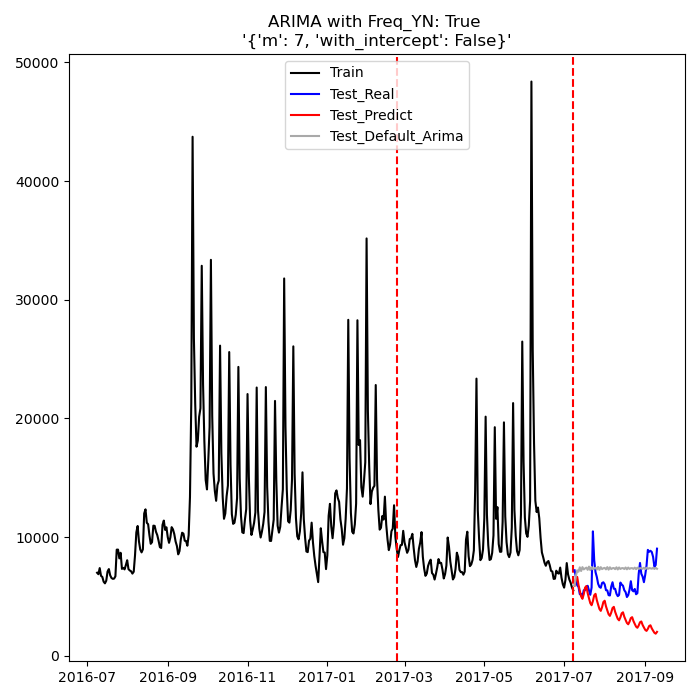 ARIMA with Freq_YN: True
'{'m': 7, 'with_intercept': False}'
Train
Test_Real
Test_Predict
Test_Default_Arima
50000
40000
30000
20000
10000
0
2016-07 2016-09 2016-11 2017-01 2017-03 2017-05 2017-07 2017-09